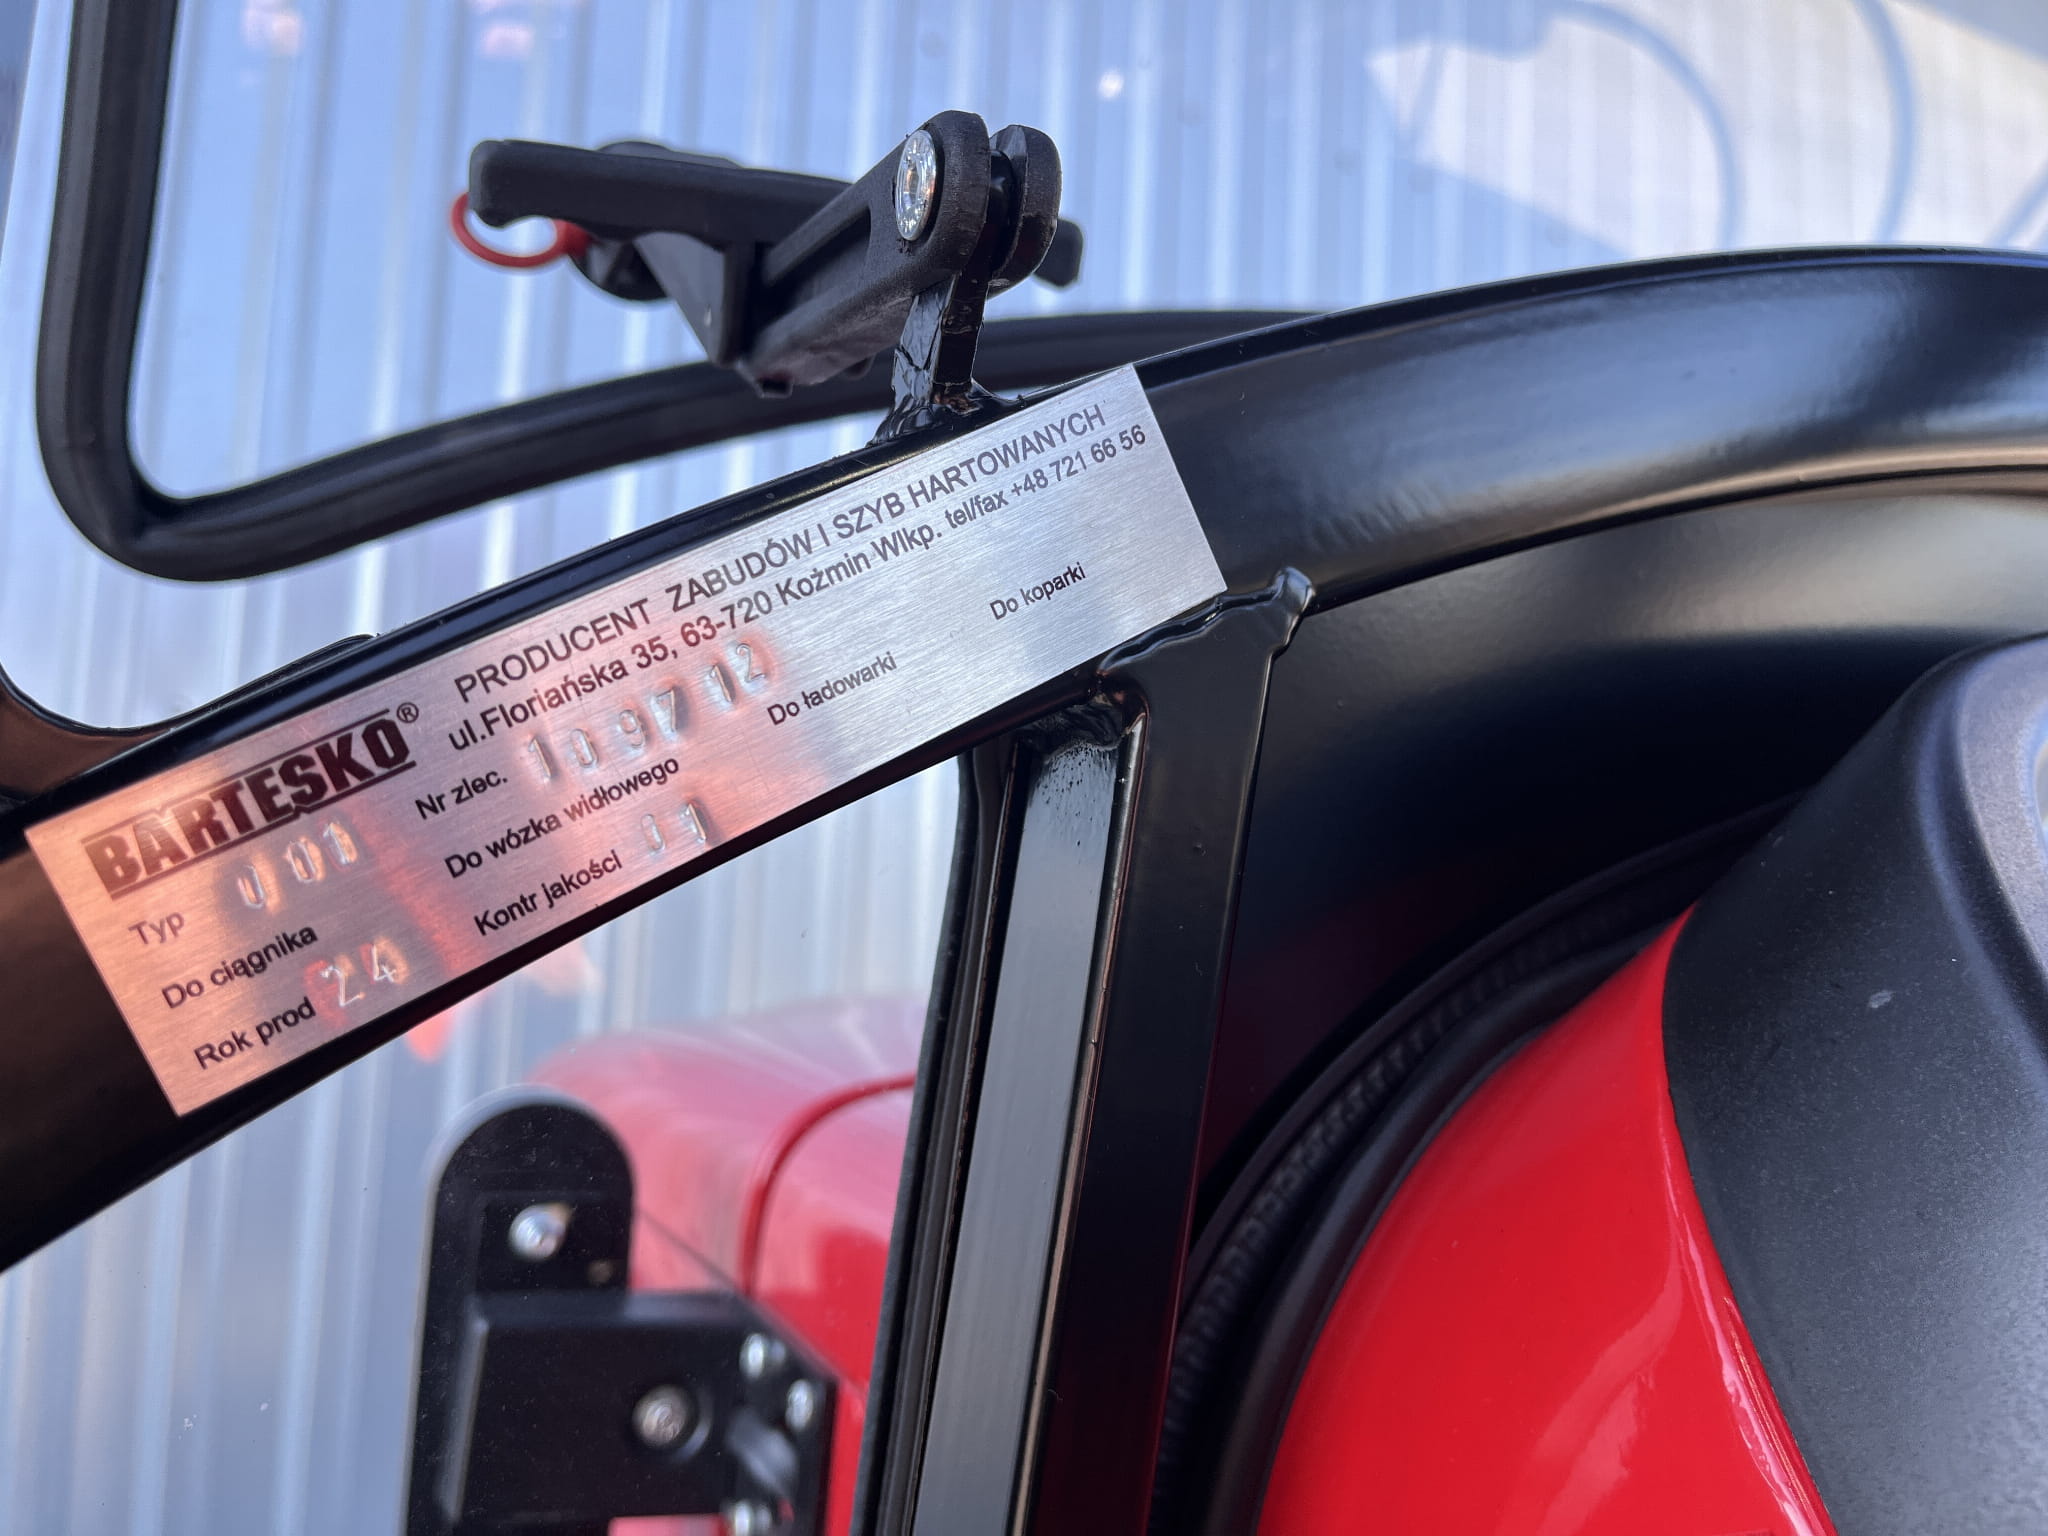 BARTESKO®
PRODUCENT ZABUDÓW I SZYB HARTOWANYCH
ul.Floriańska 35, 63-720 Koźmin Wlkp. tel/fax +48 721 66 56
Typ 001 Nr zlec. 109712
Do ciągnika Do wózka widłowego Do ładowarki Do koparki
Rok prod 24 Kontr jakości 01